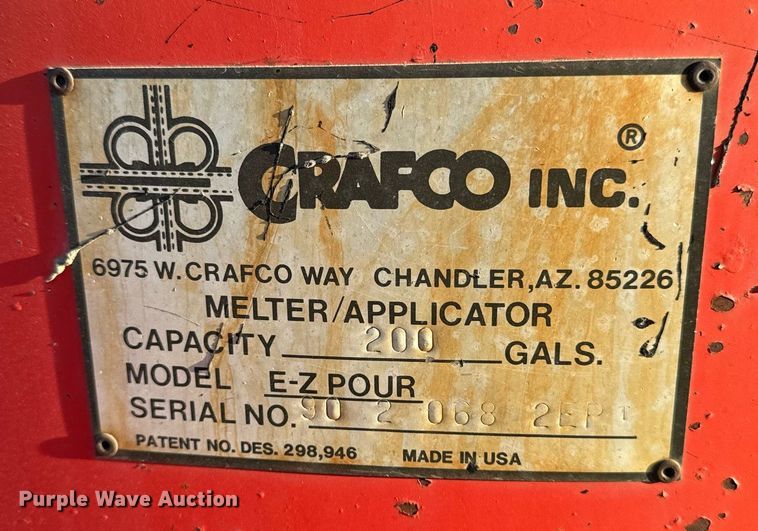 CRAFCO INC.®
6975 W. CRAFCO WAY CHANDLER, AZ. 85226
MELTER/APPLICATOR
CAPACITY 200 GALS.
MODEL E-Z POUR
SERIAL NO. 90 2 068 2EP
PATENT NO. DES. 298,946 MADE IN USA
Purple Wave Auction